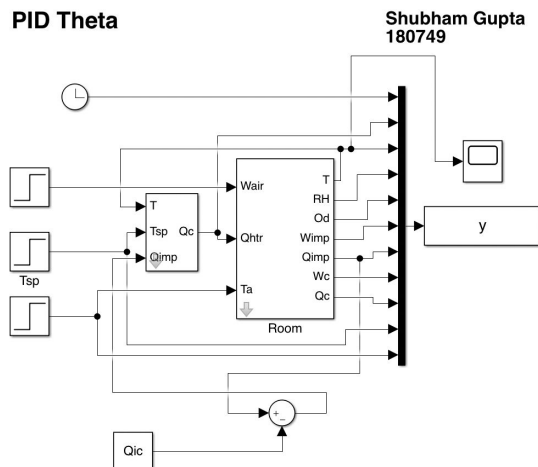 PID Theta
Shubham Gupta
180749
T
Tsp
Qimp
Qc
Tsp
Wair
Qhtr
Ta
T
RH
Od
Wimp
Qimp
Wc
Qc
Room
y
+
_
Qic